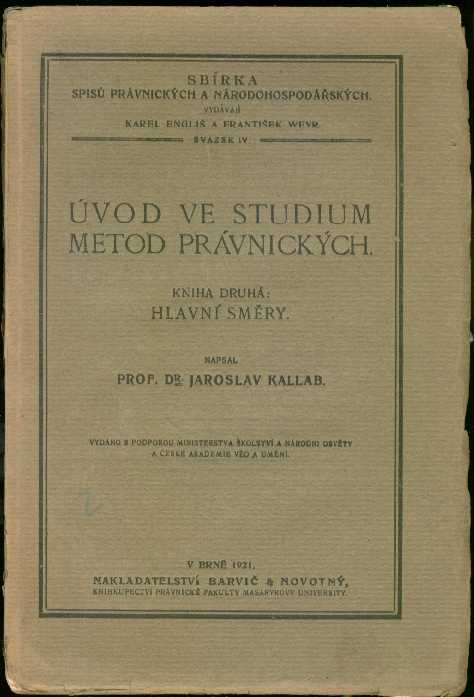 SBÍRKA
SPISŮ PRÁVNICKÝCH A NÁRODOHOSPODÁŘSKÝCH.
VYDÁVAJÍ
KAREL ENGLIŠ A FRANTIŠEK WEYR.
SVAZEK IV.
ÚVOD VE STUDIUM
METOD PRÁVNICKÝCH.
KNIHA DRUHÁ:
HLAVNÍ SMĚRY.
NAPSAL
PROF. DR. JAROSLAV KALLAB.
VYDÁNO S PODPOROU MINISTERSTVA ŠKOLSTVÍ A NÁRODNÍ OSVĚTY
A ČESKÉ AKADEMIE VĚD A UMĚNÍ.
2
V BRNĚ 1921.
NAKLADATELSTVÍ BARVIČ & NOVOTNÝ,
KNIHKUPECTVÍ PRÁVNICKÉ FAKULTY MASARYKOVY UNIVERSITY.